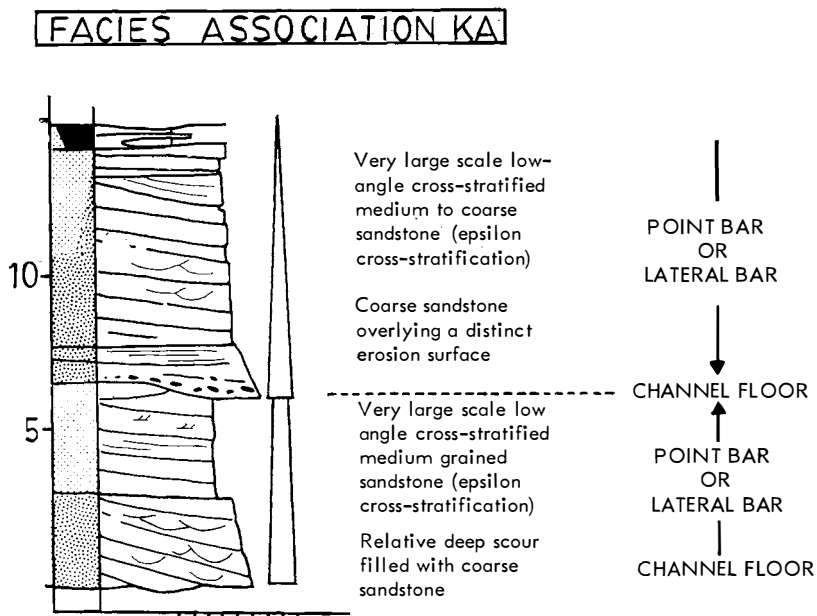 FACIES ASSOCIATION KA
10
5
Very large scale low-
angle cross-stratified
medium to coarse
sandstone (epsilon
cross-stratification)
Coarse sandstone
overlying a distinct
erosion surface
Very large scale low
angle cross-stratified
medium grained
sandstone (epsilon
cross-stratification)
Relative deep scour
filled with coarse
sandstone
POINT BAR
OR
LATERAL BAR
CHANNEL FLOOR
POINT BAR
OR
LATERAL BAR
CHANNEL FLOOR